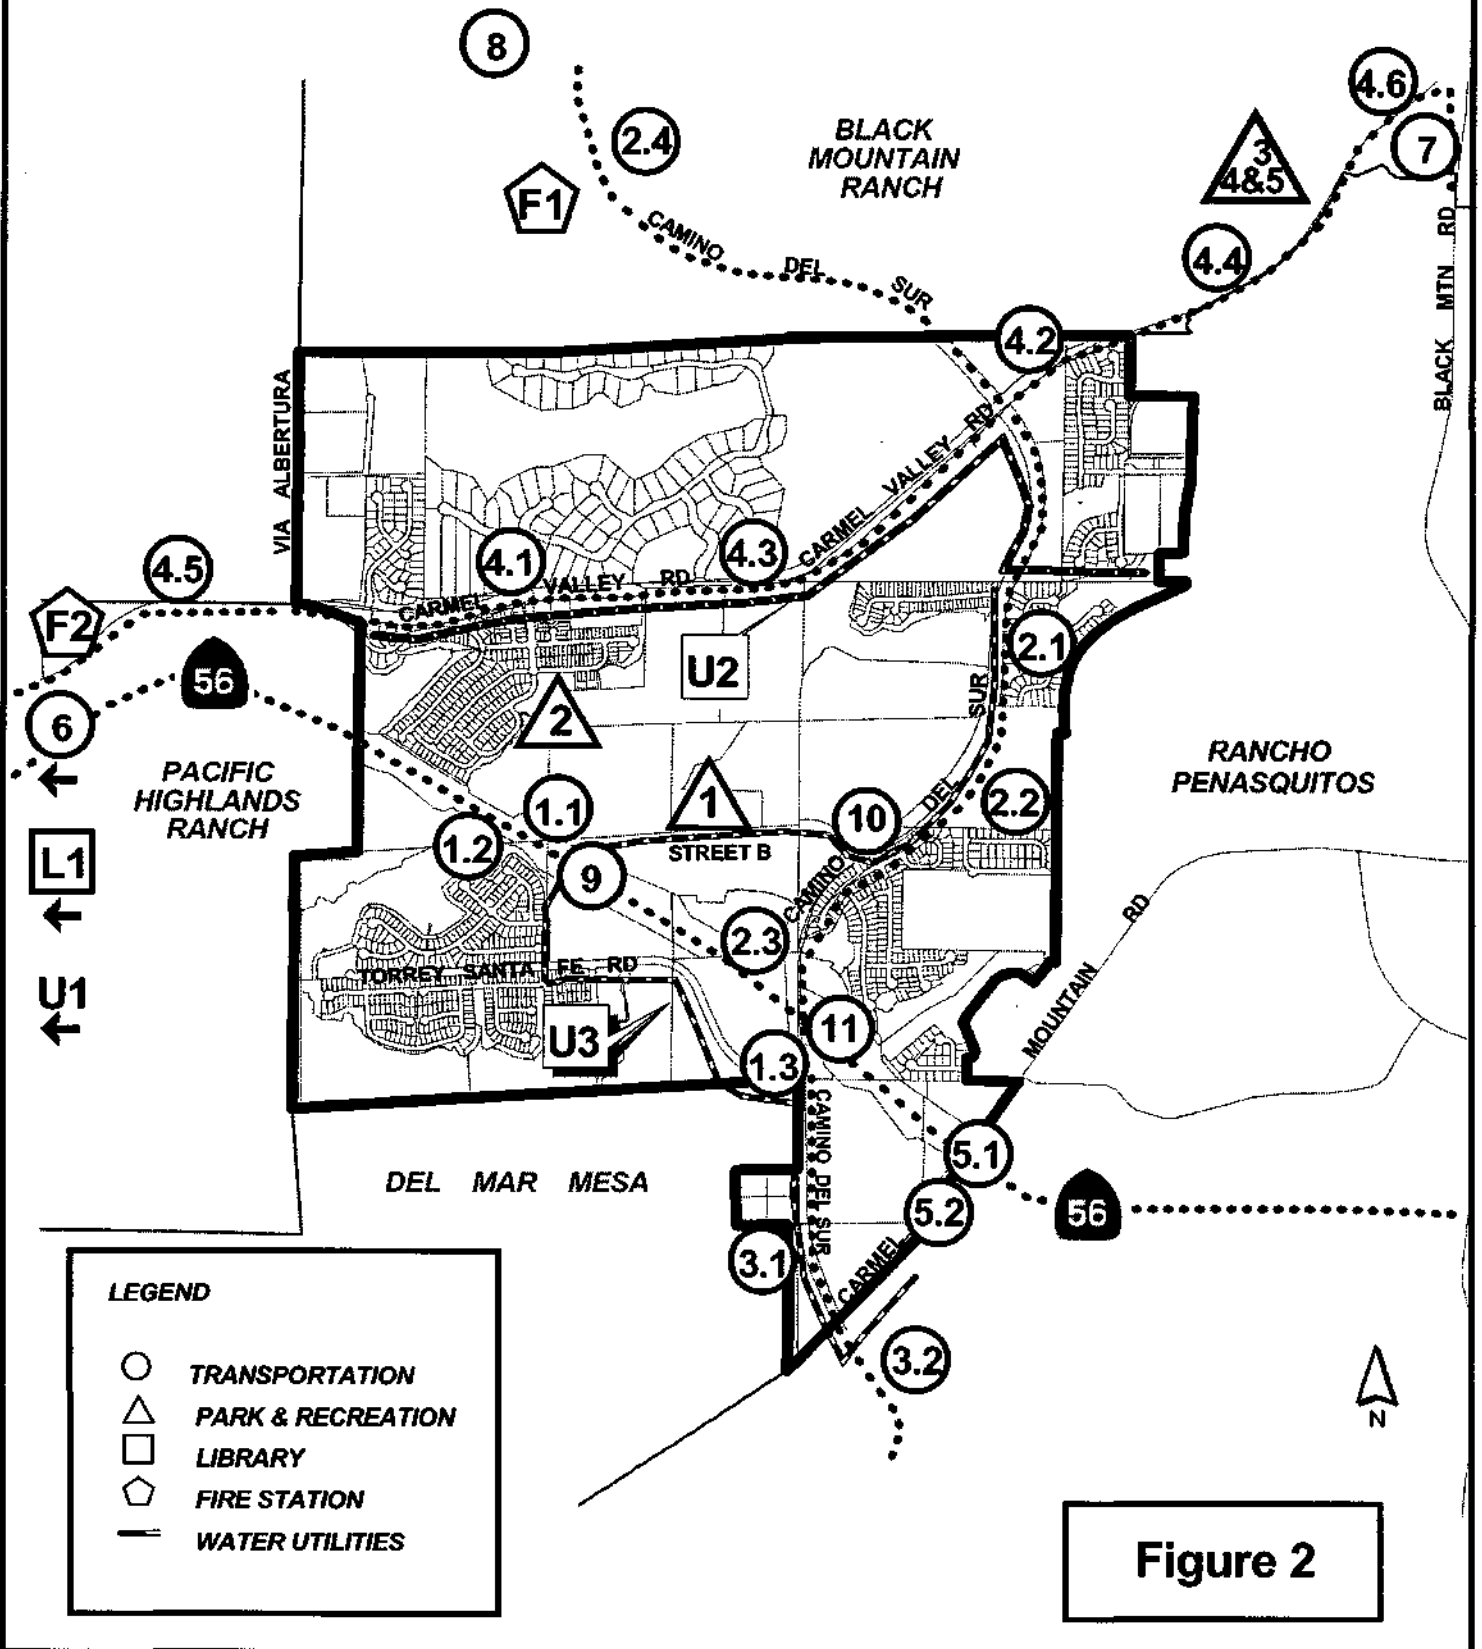 8
4.6
2.4
7
BLACK
MOUNTAIN
RANCH
3
4&5
F1
CAMINO DEL SUR
4.4
BLACK MTN RD
4.2
VIA ALBERTURA
CARMEL VALLEY RD
4.5
4.1
4.3
CARMEL VALLEY RD
F2
56
U2
2.1
SUR
6
2
RANCHO
PENASQUITOS
PACIFIC
HIGHLANDS
RANCH
1.1
1
10
DEL
2.2
1.2
STREET B
L1
9
CAMINO
2.3
MOUNTAIN RD
TORREY SANTA FE RD
U1
U3
11
1.3
CAMINO DEL SUR
5.1
DEL MAR MESA
5.2
56
3.1
CARMEL
3.2
LEGEND
TRANSPORTATION
PARK & RECREATION
LIBRARY
FIRE STATION
WATER UTILITIES
N
Figure 2